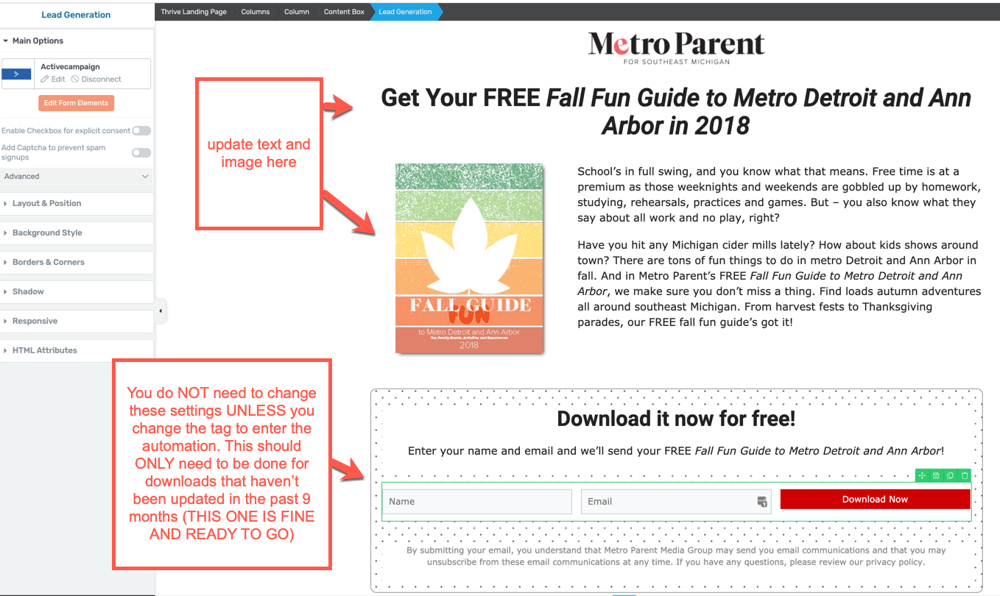 Lead Generation
Thrive Landing Page
Columns
Column
Content Box
Lead Generation
Main Options
Activecampaign
Edit
Disconnect
Edit Form Elements
Enable Checkbox for explicit consent
Add Captcha to prevent spam
signups
Advanced
Layout & Position
Background Style
Borders & Corners
Shadow
Responsive
HTML Attributes
Metro Parent
FOR SOUTHEAST MICHIGAN
Get Your FREE Fall Fun Guide to Metro Detroit and Ann
Arbor in 2018
update text and
image here
FALL GUIDE
FUN
to Metro Detroit and Ann Arbor
Top Family Events, Activities and Experiences
2018
School’s in full swing, and you know what that means. Free time is at a
premium as those weeknights and weekends are gobbled up by homework,
studying, rehearsals, practices and games. But – you also know what they
say about all work and no play, right?
Have you hit any Michigan cider mills lately? How about kids shows around
town? There are tons of fun things to do in metro Detroit and Ann Arbor in
fall. And in Metro Parent’s FREE Fall Fun Guide to Metro Detroit and Ann
Arbor, we make sure you don’t miss a thing. Find loads autumn adventures
all around southeast Michigan. From harvest fests to Thanksgiving
parades, our FREE fall fun guide’s got it!
You do NOT need to change
these settings UNLESS you
change the tag to enter the
automation. This should
ONLY need to be done for
downloads that haven’t
been updated in the past 9
months (THIS ONE IS FINE
AND READY TO GO)
Download it now for free!
Enter your name and email and we’ll send your FREE Fall Fun Guide to Metro Detroit and Ann Arbor!
Name
Email
1
Download Now
By submitting your email, you understand that Metro Parent Media Group may send you email communications and that you may
unsubscribe from these email communications at any time. If you have any questions, please review our privacy policy.